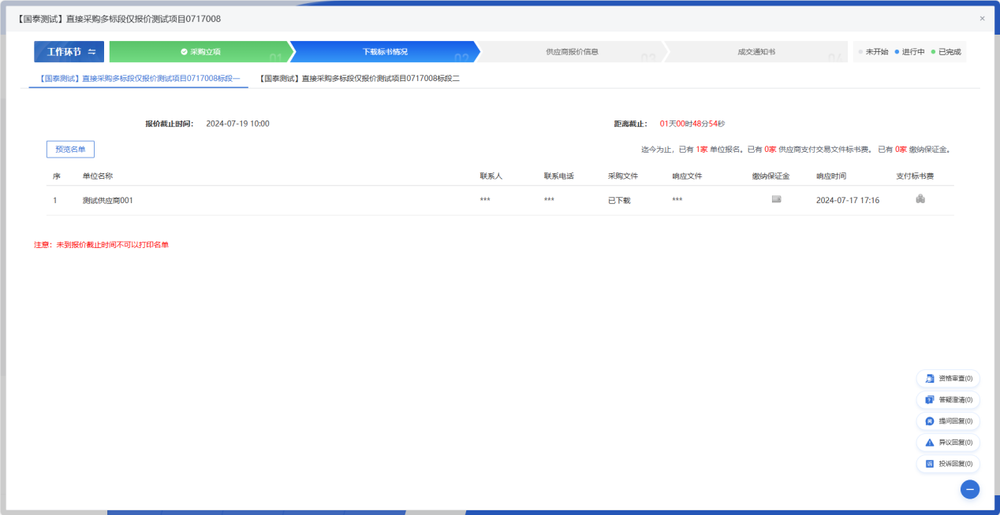 【国泰测试】直接采购多标段仅报价测试项目0717008
×
工作环节 采购立项 01 下载标书情况 02 供应商报价信息 03 成交通知书 04 未开始 进行中 已完成
【国泰测试】直接采购多标段仅报价测试项目0717008标段一 【国泰测试】直接采购多标段仅报价测试项目0717008标段二
报价截止时间： 2024-07-19 10:00 距离截止： 01天00时48分54秒
预览名单 迄今为止，已有 1家 单位报名。已有 0家 供应商支付交易文件标书费。 已有 0家 缴纳保证金。
序 单位名称 联系人 联系电话 采购文件 响应文件 缴纳保证金 响应时间 支付标书费
1 测试供应商001 *** *** 已下载 *** 2024-07-17 17:16
注意：未到报价截止时间不可以打印名单
资格审查(0)
答疑澄清(0)
提问回复(0)
异议回复(0)
投诉回复(0)